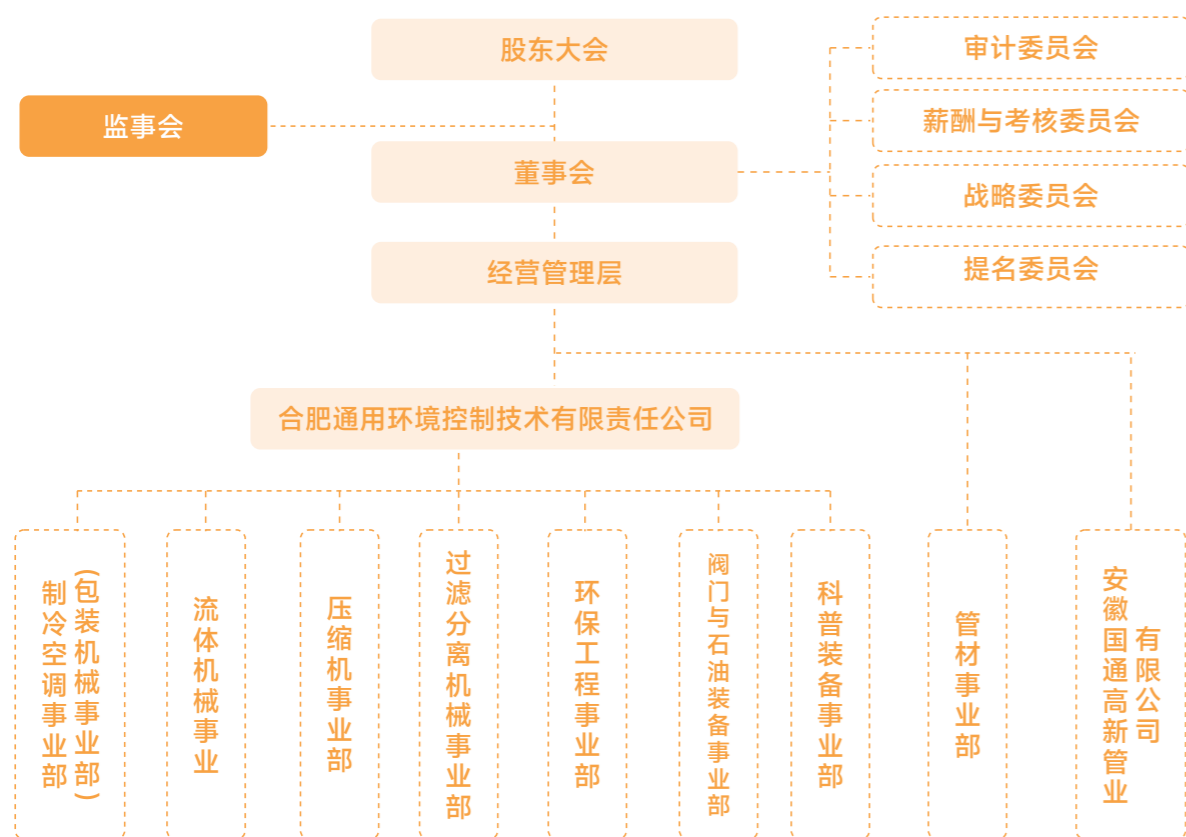 股东大会
审计委员会
监事会
薪酬与考核委员会
董事会
战略委员会
经营管理层
提名委员会
合肥通用环境控制技术有限责任公司
制冷空调事业部
(包装机械事业部)
流体机械事业
压缩机事业部
过滤分离机械事业部
环保工程事业部
阀门与石油装备事业部
科普装备事业部
管材事业部
安徽国通高新管业
有限公司